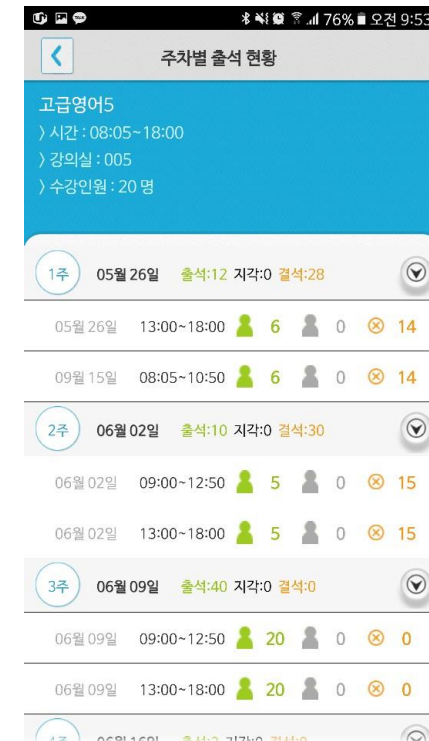 76% 오전 9:53
주차별 출석 현황
고급영어5
> 시간 : 08:05~18:00
> 강의실 : 005
> 수강인원 : 20 명
1주 05월 26일 출석:12 지각:0 결석:28
05월 26일 13:00~18:00 6 0 14
09월 15일 08:05~10:50 6 0 14
2주 06월 02일 출석:10 지각:0 결석:30
06월 02일 09:00~12:50 5 0 15
06월 02일 13:00~18:00 5 0 15
3주 06월 09일 출석:40 지각:0 결석:0
06월 09일 09:00~12:50 20 0 0
06월 09일 13:00~18:00 20 0 0